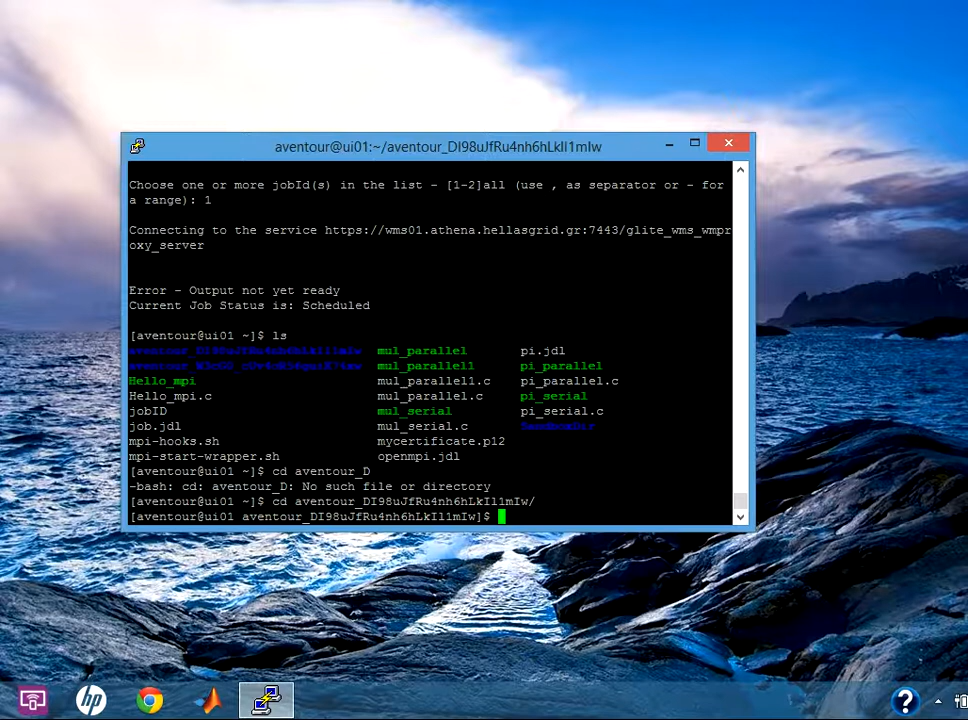 aventour@ui01:~/aventour_DI98uJfRu4nh6hLkIl1mIw
Choose one or more jobId(s) in the list - [1-2]all (use , as separator or - for
a range): 1
Connecting to the service https://wms01.athena.hellasgrid.gr:7443/glite_wms_wmpr
oxy_server
Error - Output not yet ready
Current Job Status is: Scheduled
[aventour@ui01 ~]$ ls
aventour_DI98uJfRu4nh6hLkIl1mIw mul_parallel pi.jdl
mul_parallel1 pi_parallel
Hello_mpi mul_parallel1.c pi_parallel.c
Hello_mpi.c mul_parallel.c pi_serial
jobID mul_serial pi_serial.c
job.jdl mul_serial.c
mpi-hooks.sh mycertificate.p12
mpi-start-wrapper.sh openmpi.jdl
[aventour@ui01 ~]$ cd aventour_D
-bash: cd: aventour_D: No such file or directory
[aventour@ui01 ~]$ cd aventour_DI98uJfRu4nh6hLkIl1mIw/
[aventour@ui01 aventour_DI98uJfRu4nh6hLkIl1mIw]$
hp
?